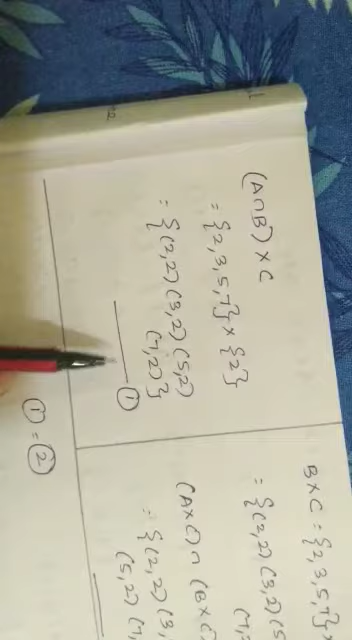 (A∩B) × C
= {2,3,5,7} × {2}
= {(2,2) (3,2) (5,2)
(7,2)}
①
B×C = {2,3,5,7} ×
= {(2,2) (3,2) (5
(7,
(A×C) ∩ (B×C
= {(2,2) (3,
(5,2) (7,
① = ②